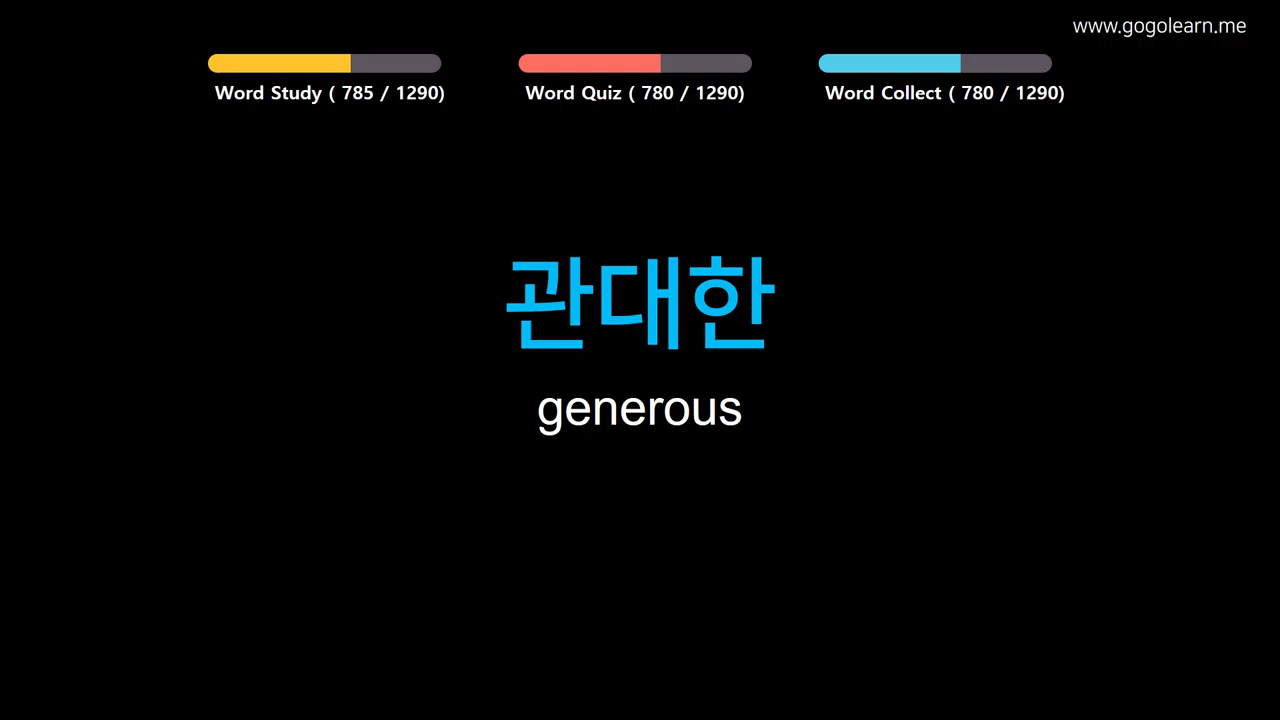 www.gogolearn.me
Word Study ( 785 / 1290)
Word Quiz ( 780 / 1290)
Word Collect ( 780 / 1290)
관대한
generous